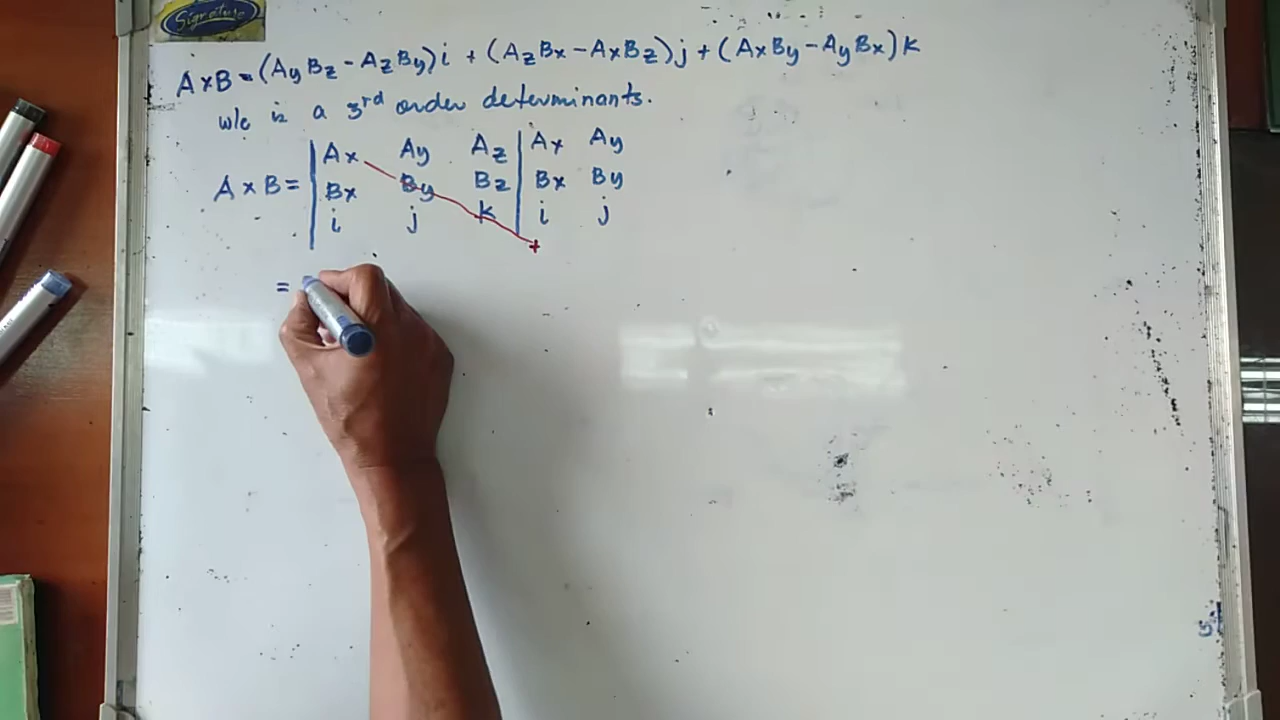 Signature
A x B = (AyBz - AzBy)i + (AzBx - AxBz)j + (AxBy - AyBx)k
w/c is a 3rd order determinants.
Ax Ay Az Ax Ay
A x B = Bx By Bz Bx By
i j k i j
+
=